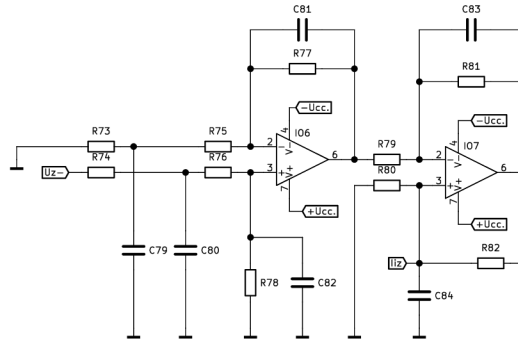 C81
C83
R77
R81
-Ucc.
-Ucc.
R73
R75
4
IO6
R79
4
IO7
2
-
V-
6
2
-
V-
6
R74
R76
R80
Uz-
3
+
V+
3
+
V+
7
7
+Ucc.
+Ucc.
R82
C79
C80
Iiz
R78
C82
C84